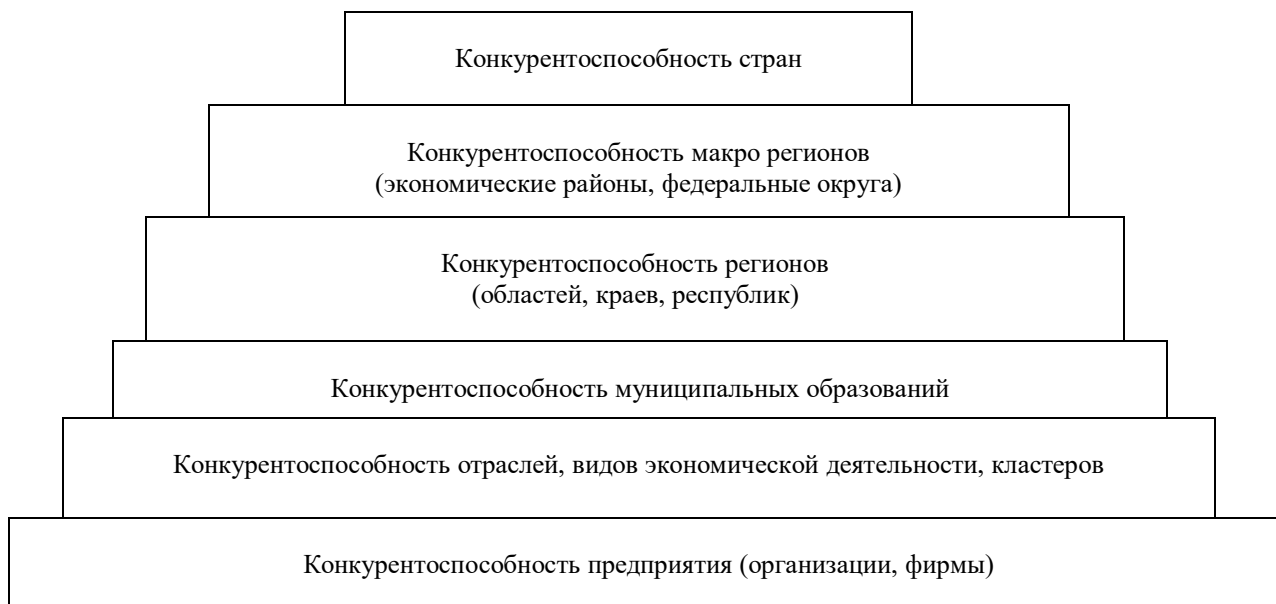 Конкурентоспособность стран
Конкурентоспособность макро регионов
(экономические районы, федеральные округа)
Конкурентоспособность регионов
(областей, краев, республик)
Конкурентоспособность муниципальных образований
Конкурентоспособность отраслей, видов экономической деятельности, кластеров
Конкурентоспособность предприятия (организации, фирмы)